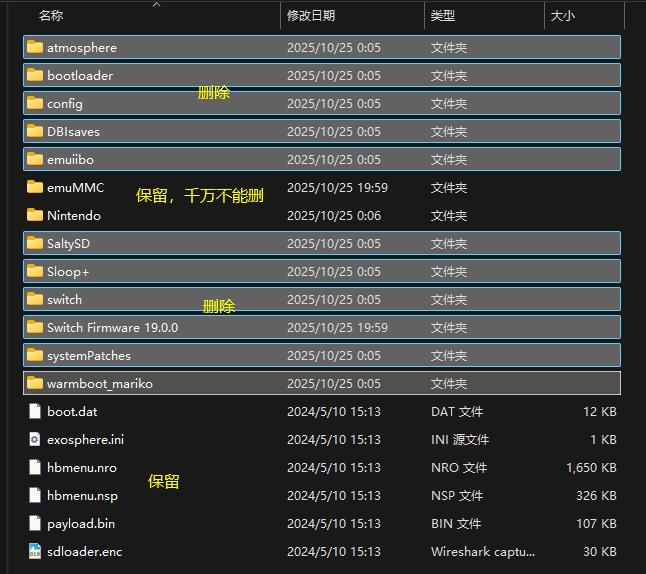 名称 修改日期 类型 大小
atmosphere 2025/10/25 0:05 文件夹
bootloader 2025/10/25 0:05 文件夹
删除
config 2025/10/25 0:05 文件夹
DBIsaves 2025/10/25 0:05 文件夹
emuiibo 2025/10/25 0:05 文件夹
emuMMC 2025/10/25 19:59 文件夹
保留，千万不能删
Nintendo 2025/10/25 0:06 文件夹
SaltySD 2025/10/25 0:05 文件夹
Sloop+ 2025/10/25 0:05 文件夹
switch 2025/10/25 0:05 文件夹
删除
Switch Firmware 19.0.0 2025/10/25 19:59 文件夹
systemPatches 2025/10/25 0:05 文件夹
warmboot_mariko 2025/10/25 0:05 文件夹
boot.dat 2024/5/10 15:13 DAT 文件 12 KB
exosphere.ini 2024/5/10 15:13 INI 源文件 1 KB
hbmenu.nro 2024/5/10 15:13 NRO 文件 1,650 KB
保留
hbmenu.nsp 2024/5/10 15:13 NSP 文件 326 KB
payload.bin 2024/5/10 15:13 BIN 文件 107 KB
sdloader.enc 2024/5/10 15:13 Wireshark captu... 30 KB